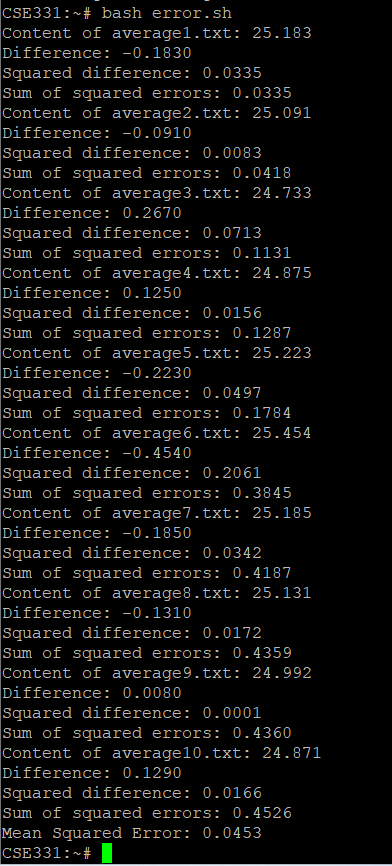 CSE331:~# bash error.sh
Content of average1.txt: 25.183
Difference: -0.1830
Squared difference: 0.0335
Sum of squared errors: 0.0335
Content of average2.txt: 25.091
Difference: -0.0910
Squared difference: 0.0083
Sum of squared errors: 0.0418
Content of average3.txt: 24.733
Difference: 0.2670
Squared difference: 0.0713
Sum of squared errors: 0.1131
Content of average4.txt: 24.875
Difference: 0.1250
Squared difference: 0.0156
Sum of squared errors: 0.1287
Content of average5.txt: 25.223
Difference: -0.2230
Squared difference: 0.0497
Sum of squared errors: 0.1784
Content of average6.txt: 25.454
Difference: -0.4540
Squared difference: 0.2061
Sum of squared errors: 0.3845
Content of average7.txt: 25.185
Difference: -0.1850
Squared difference: 0.0342
Sum of squared errors: 0.4187
Content of average8.txt: 25.131
Difference: -0.1310
Squared difference: 0.0172
Sum of squared errors: 0.4359
Content of average9.txt: 24.992
Difference: 0.0080
Squared difference: 0.0001
Sum of squared errors: 0.4360
Content of average10.txt: 24.871
Difference: 0.1290
Squared difference: 0.0166
Sum of squared errors: 0.4526
Mean Squared Error: 0.0453
CSE331:~#